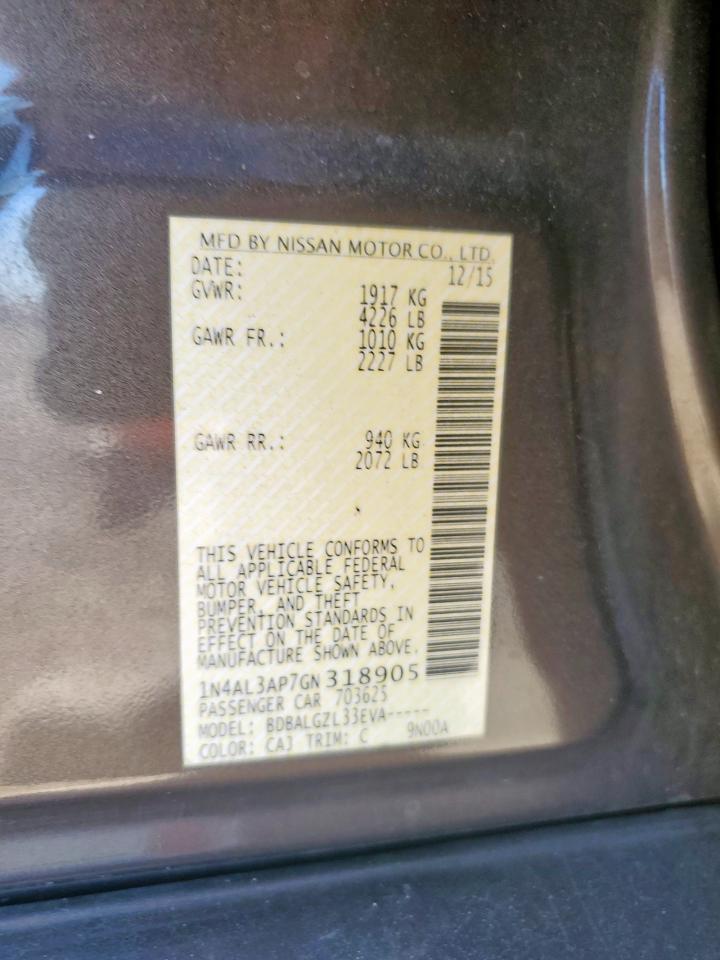 MFD BY NISSAN MOTOR CO., LTD.
DATE: 12/15
GVWR: 1917 KG
4226 LB
GAWR FR.: 1010 KG
2227 LB
GAWR RR.: 940 KG
2072 LB
THIS VEHICLE CONFORMS TO
ALL APPLICABLE FEDERAL
MOTOR VEHICLE SAFETY,
BUMPER, AND THEFT
PREVENTION STANDARDS IN
EFFECT ON THE DATE OF
MANUFACTURE SHOWN ABOVE.
1N4AL3AP7GN318905
PASSENGER CAR 703625
MODEL: BDBALGZL33EVA-----
COLOR: CAJ TRIM: C 9N00A